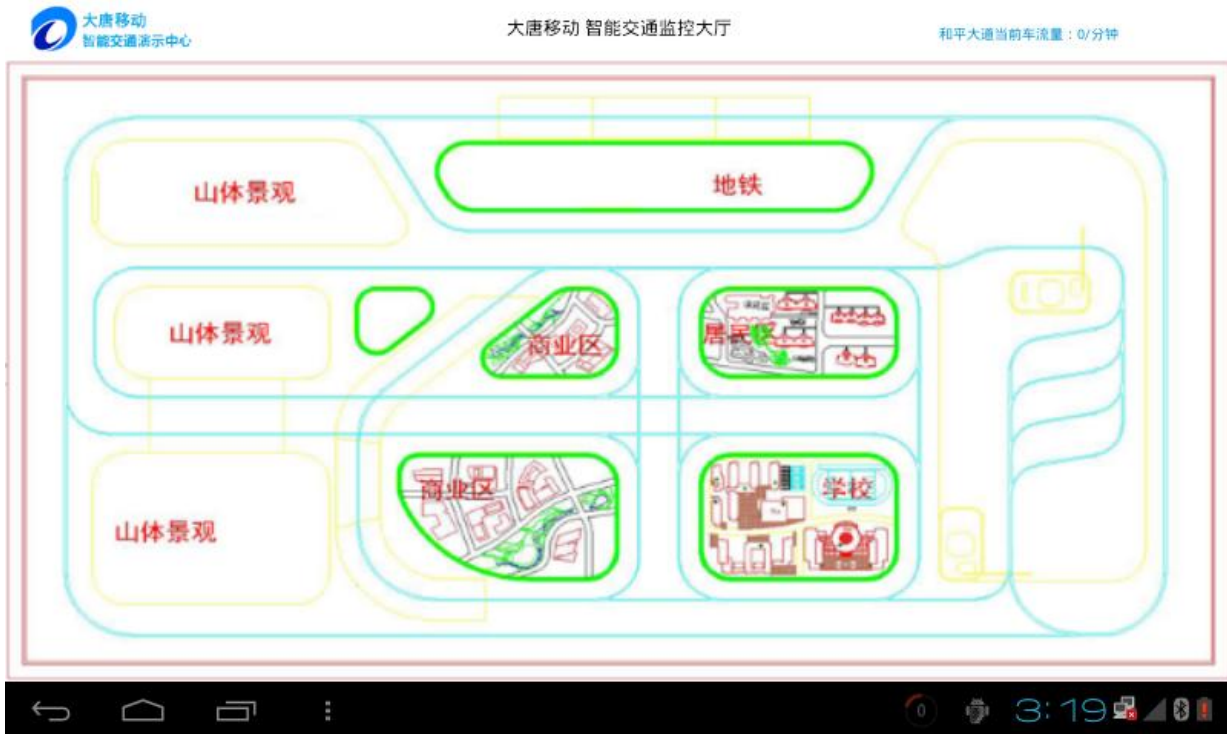 大唐移动
智能交通演示中心
大唐移动 智能交通监控大厅
和平大道当前车流量：0/分钟
山体景观
地铁
山体景观
商业区
居民区
商业区
学校
山体景观
0
3:19